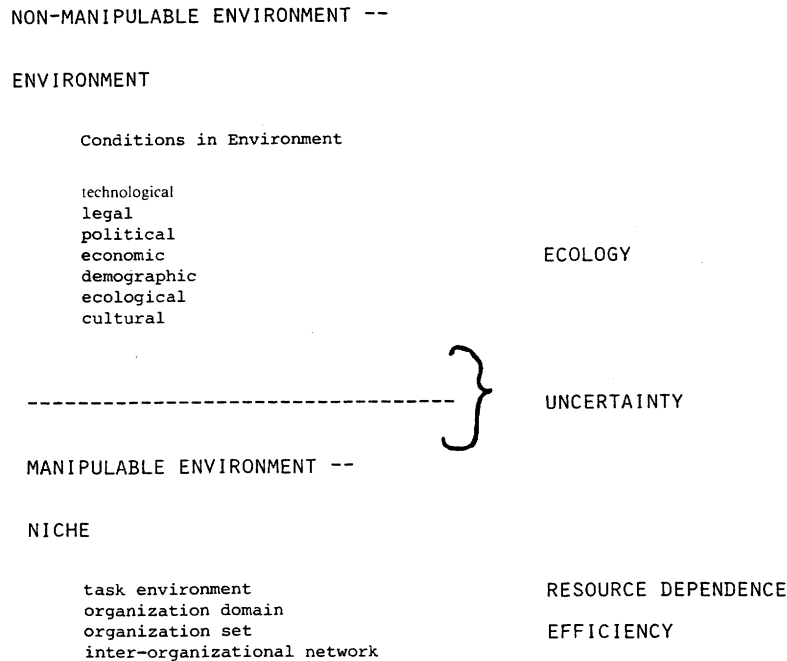 NON-MANIPULABLE ENVIRONMENT --
ENVIRONMENT
Conditions in Environment
technological
legal
political
economic
ECOLOGY
demographic
ecological
cultural
UNCERTAINTY
MANIPULABLE ENVIRONMENT --
NICHE
task environment
RESOURCE DEPENDENCE
organization domain
organization set
EFFICIENCY
inter-organizational network